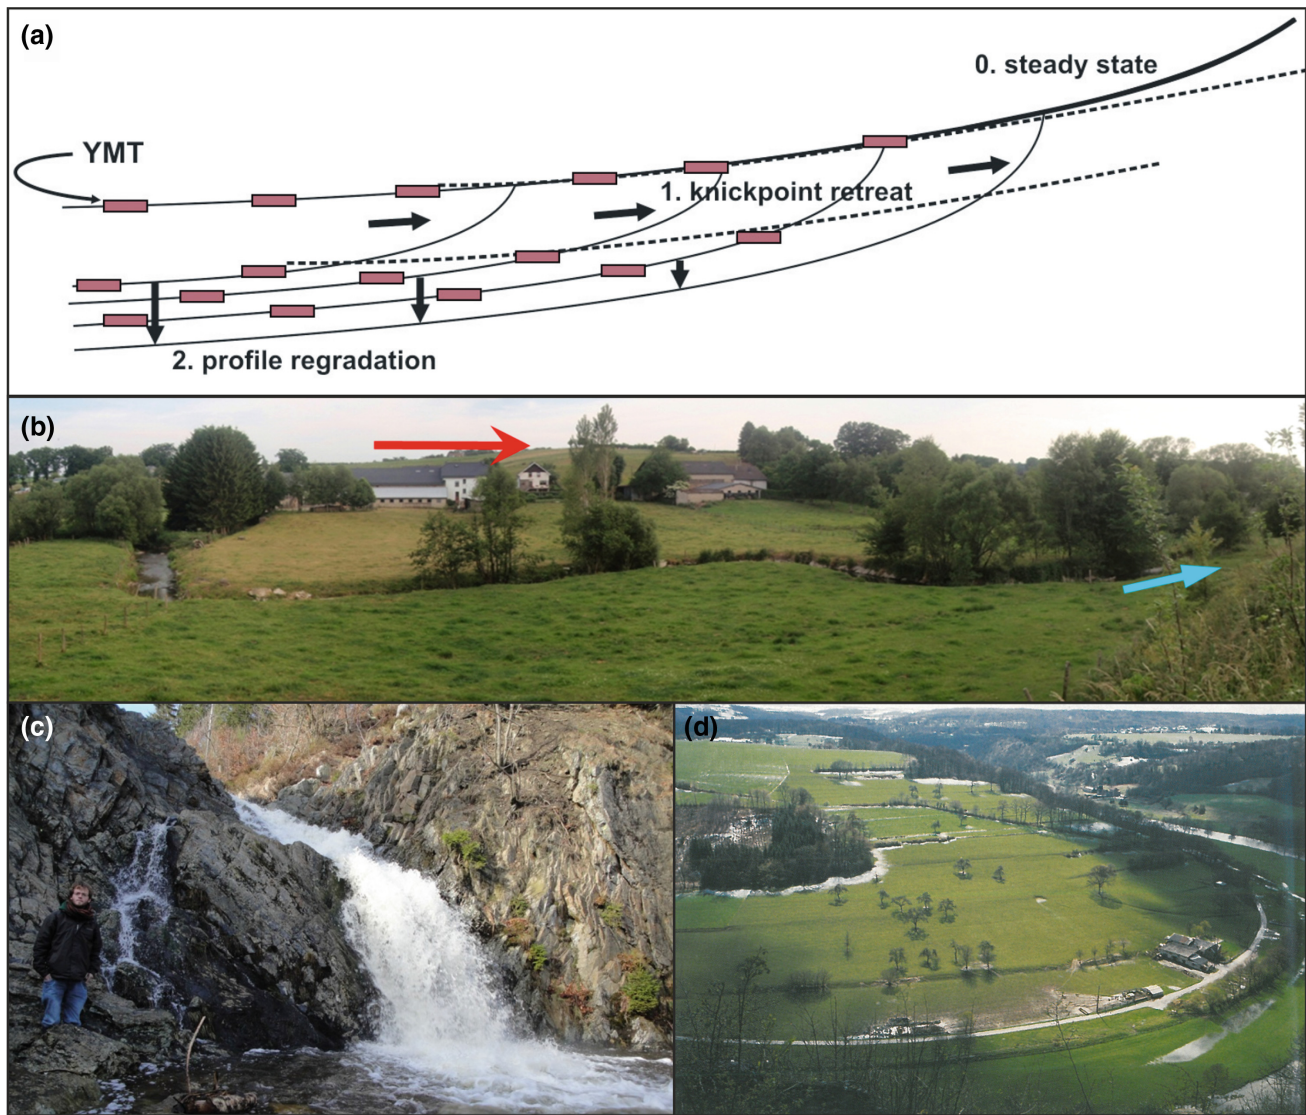 (a)
0. steady state
YMT
1. knickpoint retreat
2. profile regradation
(b)
(c)
(d)